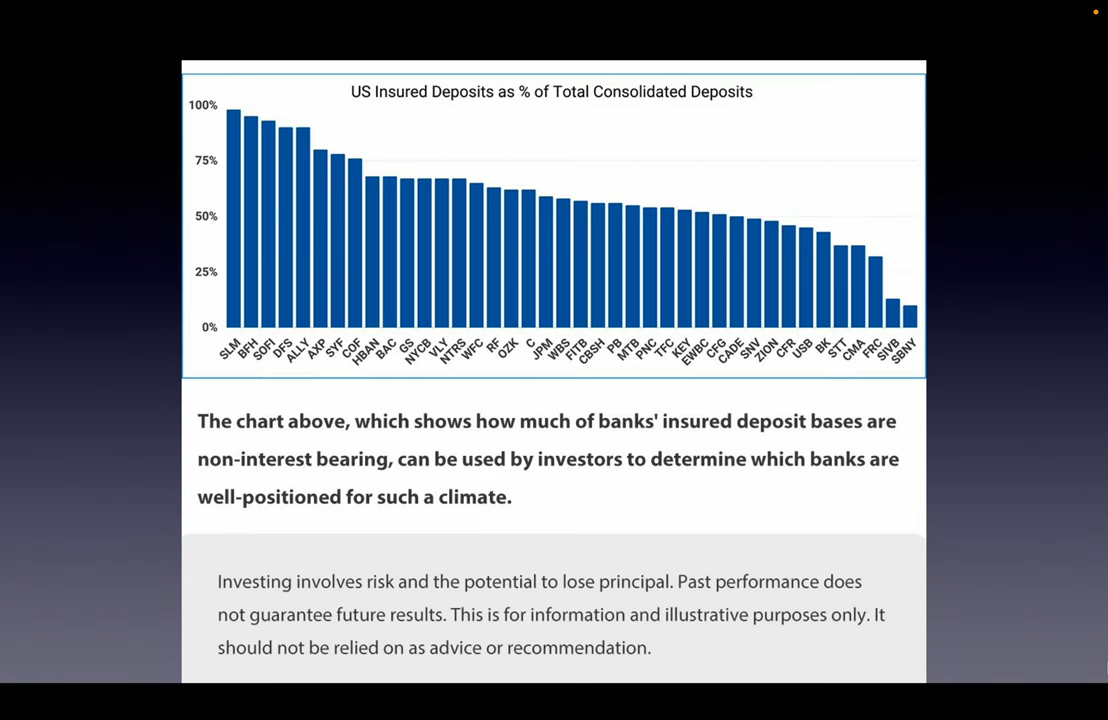 US Insured Deposits as % of Total Consolidated Deposits
100%
75%
50%
25%
0%
SLM BFH SOFI DFS ALLY AXP SYF COF HBAN BAC GS NYCB VLY NTRS WFC RF OZK C JPM WBS FITB CBSH PB MTB PNC TFC KEY EWBC CFG CADE SNV ZION CFR USB BK STT CMA FRC SIVB SBNY
The chart above, which shows how much of banks' insured deposit bases are
non-interest bearing, can be used by investors to determine which banks are
well-positioned for such a climate.
Investing involves risk and the potential to lose principal. Past performance does
not guarantee future results. This is for information and illustrative purposes only. It
should not be relied on as advice or recommendation.